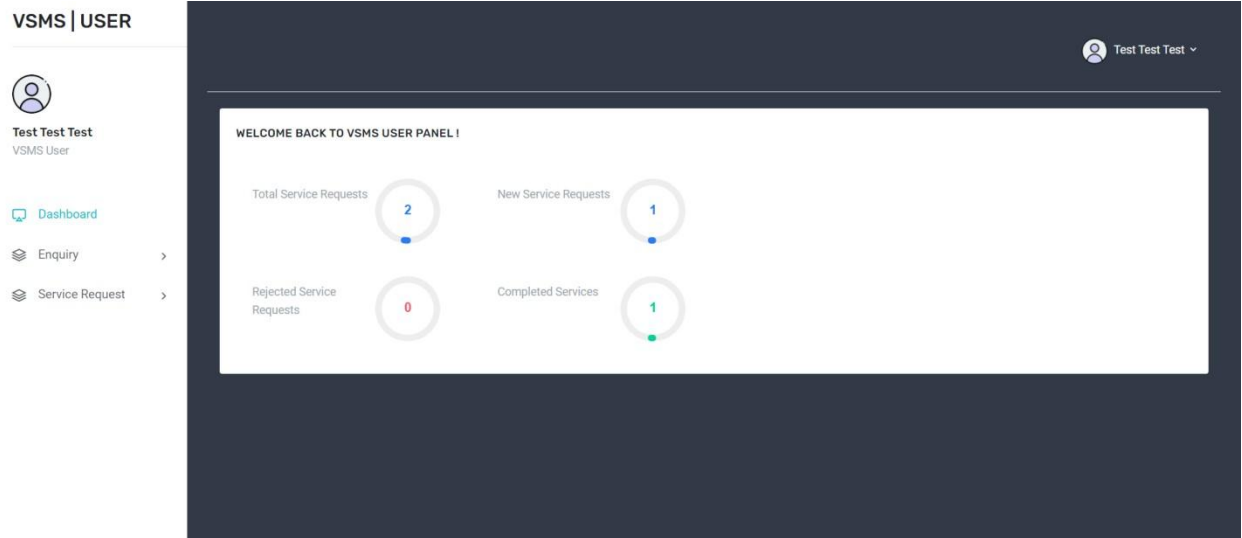 VSMS | USER
Test Test Test
Test Test Test
VSMS User
Dashboard
Enquiry
Service Request
WELCOME BACK TO VSMS USER PANEL !
Total Service Requests
2
New Service Requests
1
Rejected Service
Requests
0
Completed Services
1